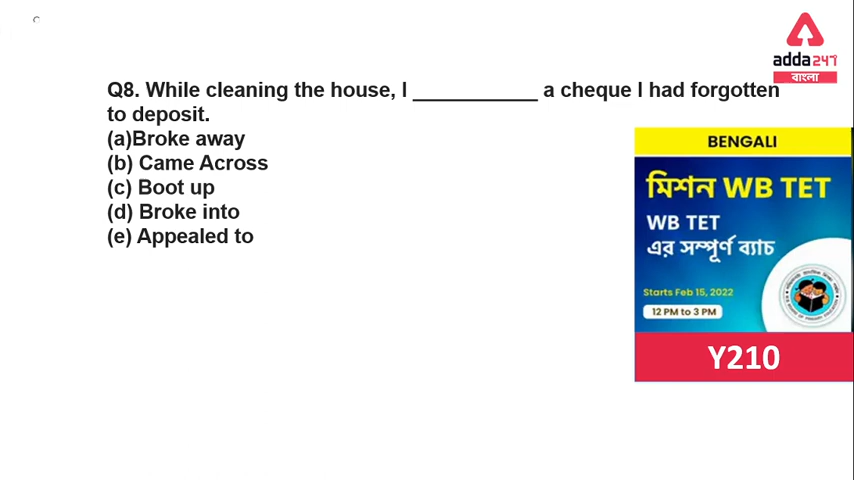 adda247
বাংলা
Q8. While cleaning the house, I ___________ a cheque I had forgotten
to deposit.
(a)Broke away
(b) Came Across
(c) Boot up
(d) Broke into
(e) Appealed to
BENGALI
মিশন WB TET
WB TET
এর সম্পূর্ণ ব্যাচ
Starts Feb 15, 2022
12 PM to 3 PM
Y210